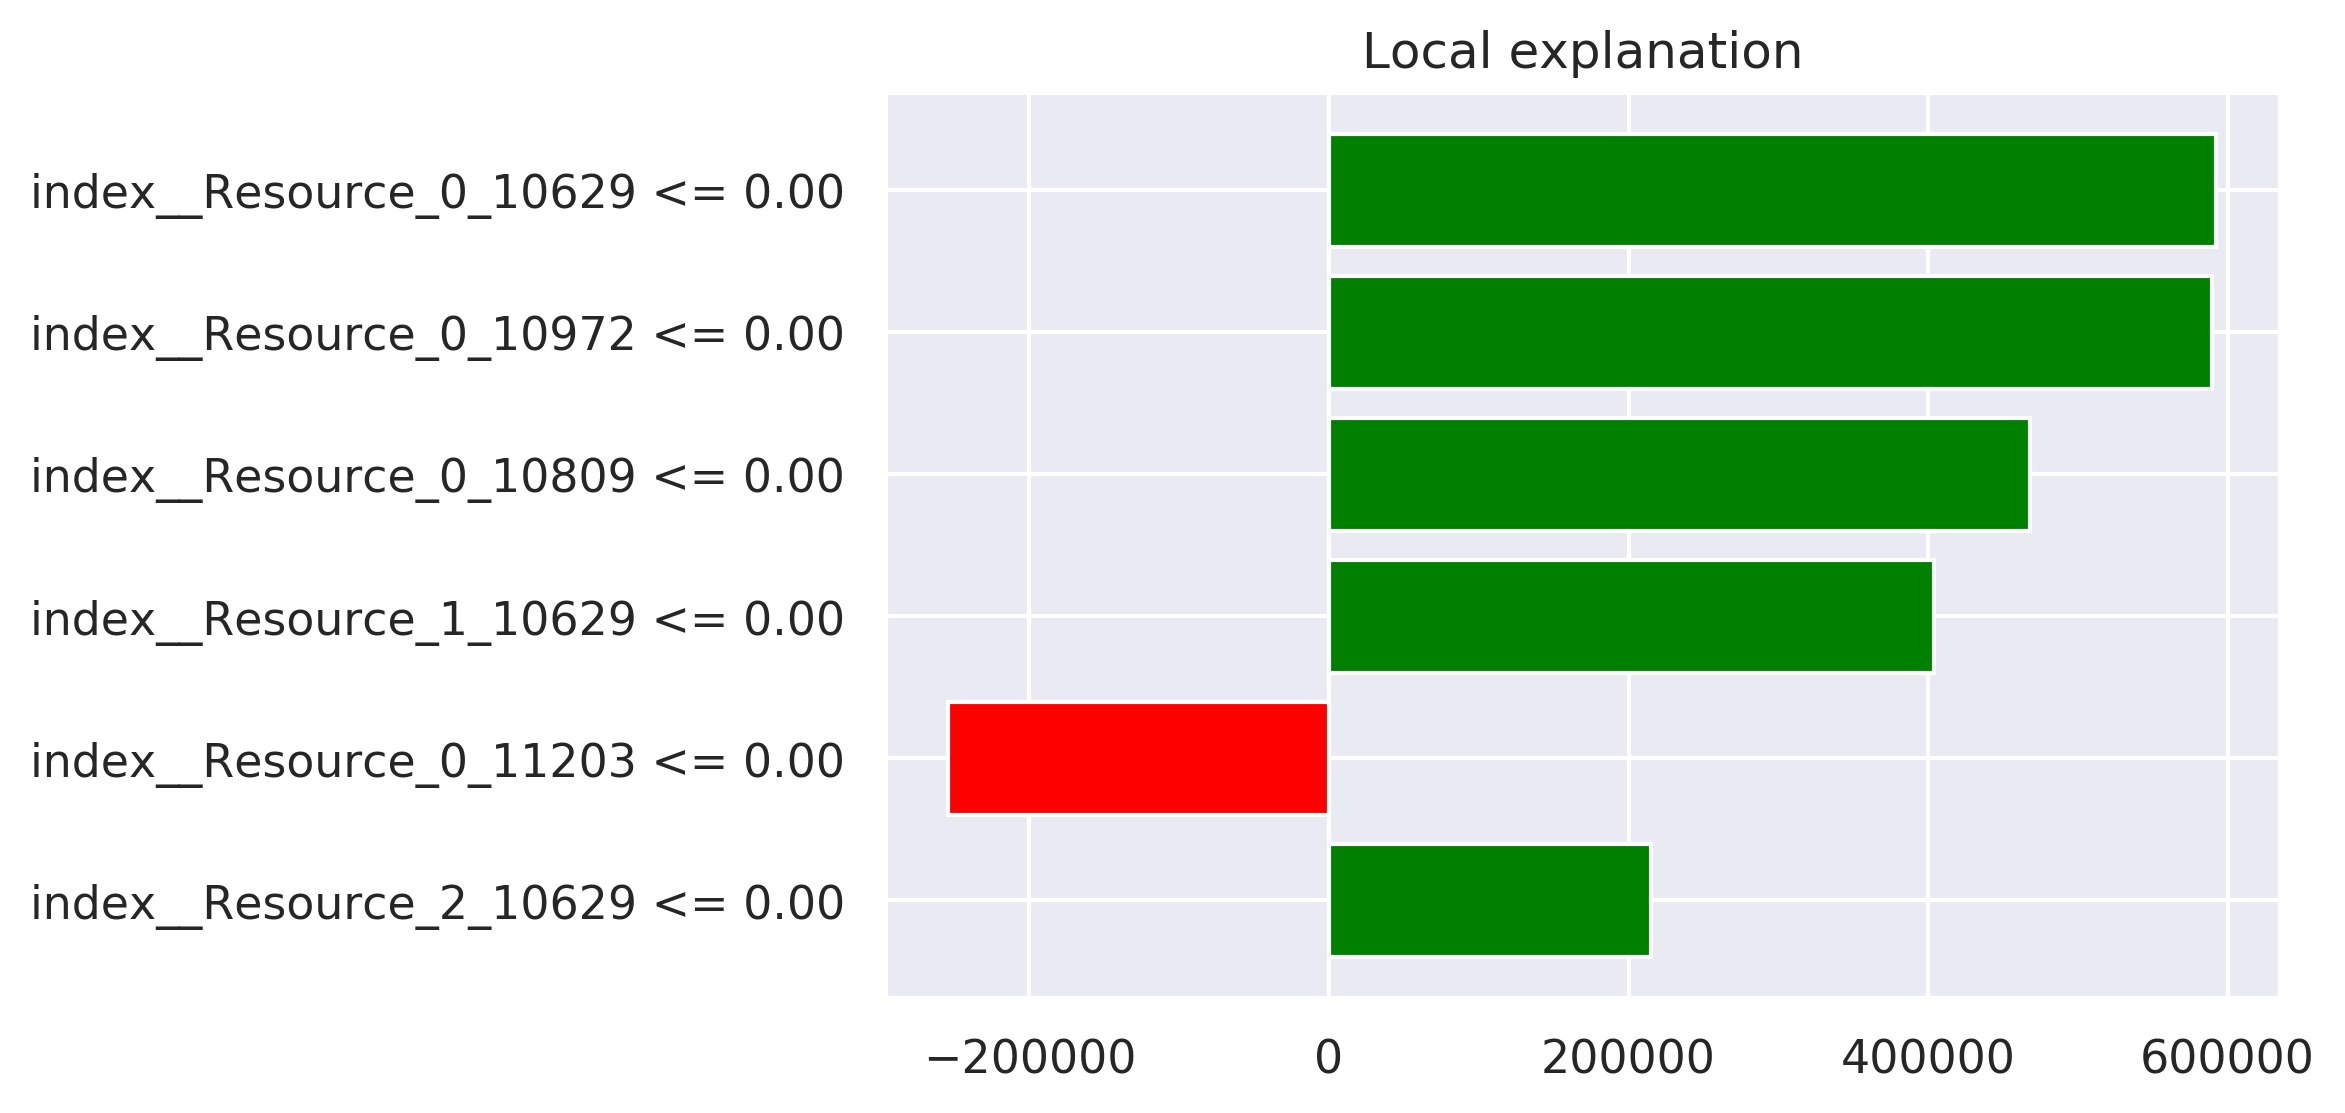 Local explanation
index__Resource_0_10629 <= 0.00
index__Resource_0_10972 <= 0.00
index__Resource_0_10809 <= 0.00
index__Resource_1_10629 <= 0.00
index__Resource_0_11203 <= 0.00
index__Resource_2_10629 <= 0.00
−200000 0 200000 400000 600000